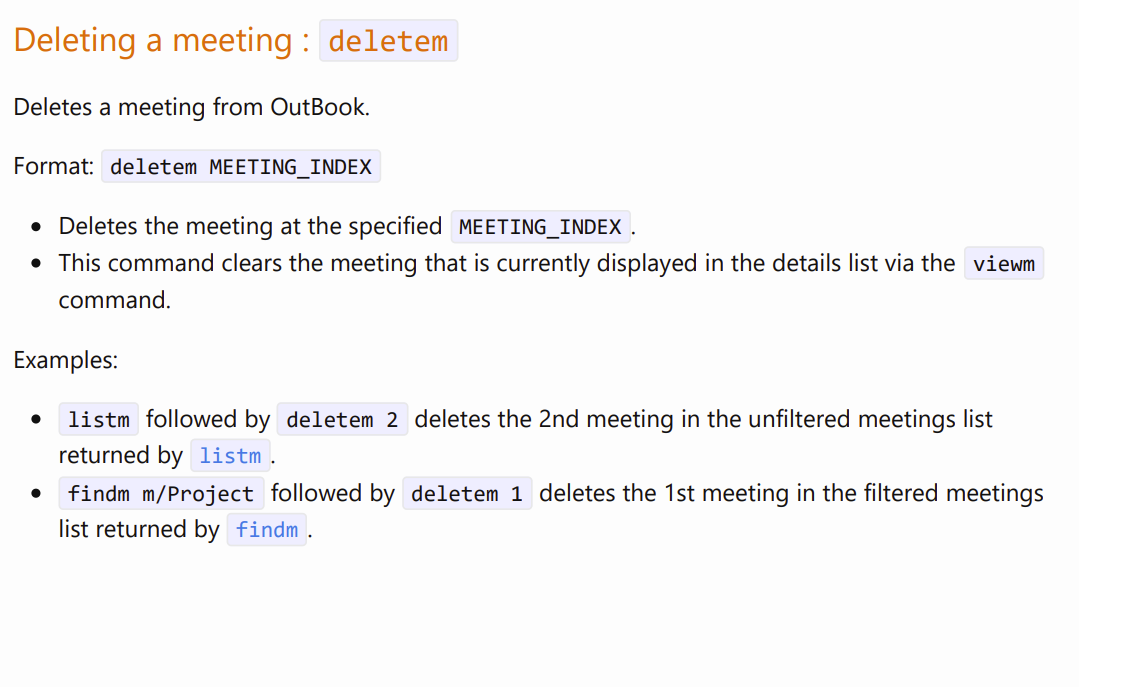 Deleting a meeting : deletem
Deletes a meeting from OutBook.
Format: deletem MEETING_INDEX
• Deletes the meeting at the specified MEETING_INDEX.
• This command clears the meeting that is currently displayed in the details list via the viewm
command.
Examples:
• listm followed by deletem 2 deletes the 2nd meeting in the unfiltered meetings list
returned by listm.
• findm m/Project followed by deletem 1 deletes the 1st meeting in the filtered meetings
list returned by findm.